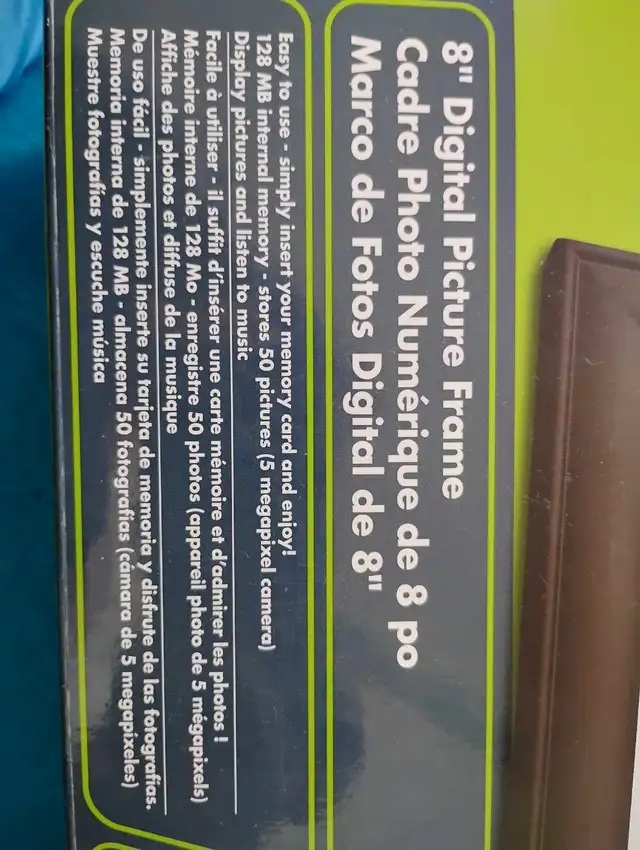 8" Digital Picture Frame
Cadre Photo Numérique de 8 po
Marco de Fotos Digital de 8"
Easy to use - simply insert your memory card and enjoy!
128 MB internal memory - stores 50 pictures (5 megapixel camera)
Display pictures and listen to music
Facile à utiliser - il suffit d'insérer une carte mémoire et d'admirer les photos !
Mémoire interne de 128 Mo - enregistre 50 photos (appareil photo de 5 mégapixels)
Affiche des photos et diffuse de la musique
De uso fácil - simplemente inserte su tarjeta de memoria y disfrute de las fotografías.
Memoria interna de 128 MB - almacena 50 fotografías (cámara de 5 megapixeles)
Muestre fotografías y escuche música